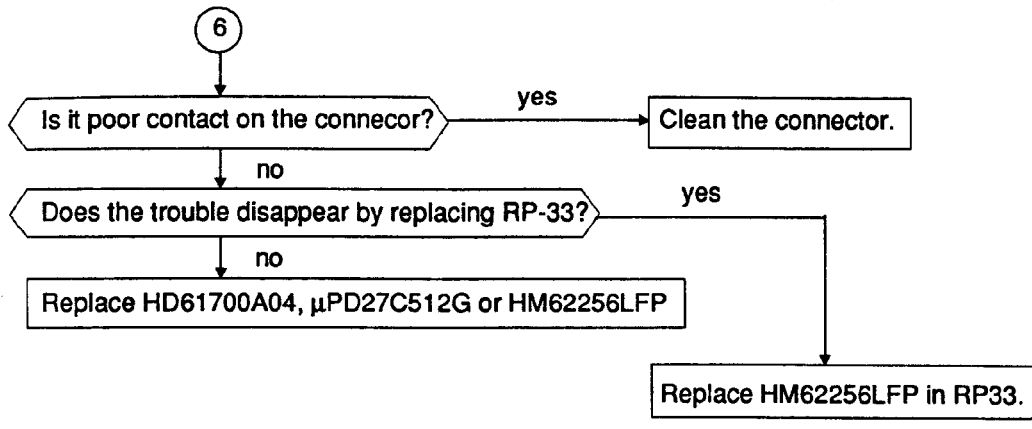 6
Is it poor contact on the connecor?
yes
Clean the connector.
no
Does the trouble disappear by replacing RP-33?
yes
no
Replace HD61700A04, µPD27C512G or HM62256LFP
Replace HM62256LFP in RP33.